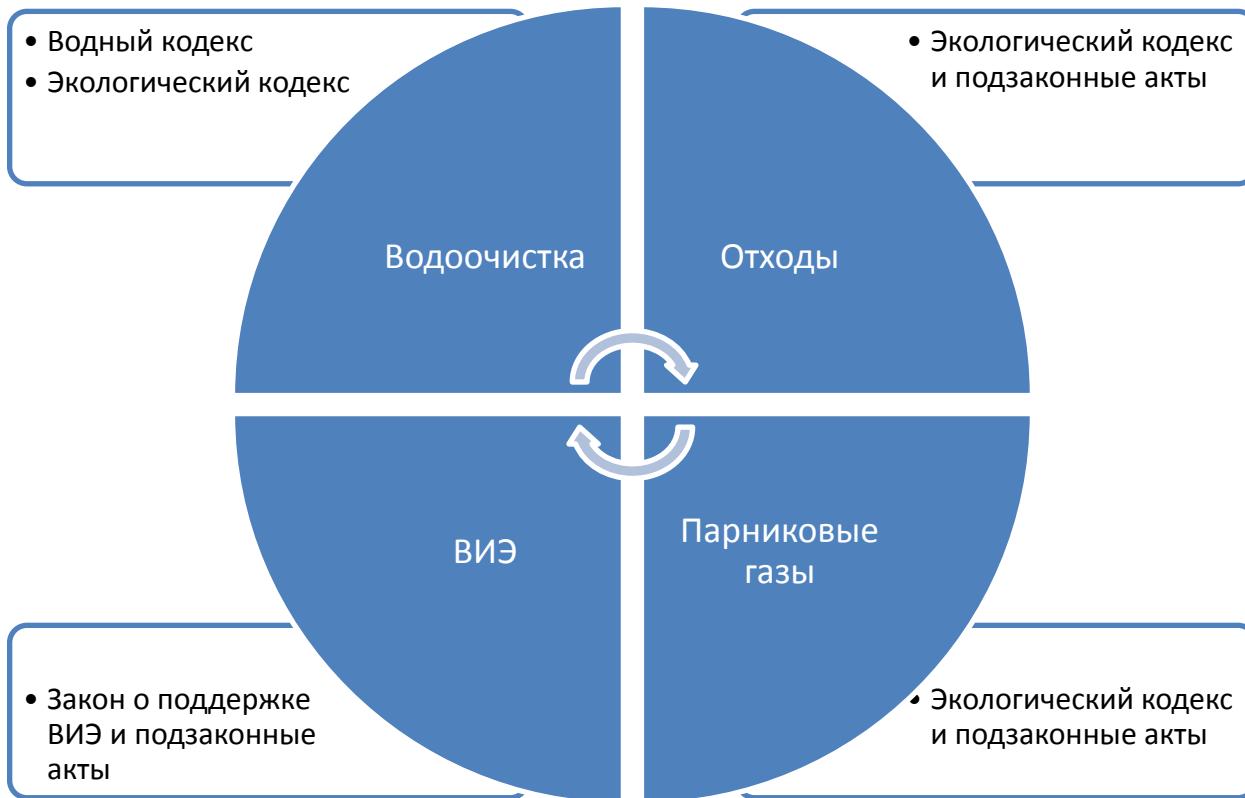 • Водный кодекс
• Экологический кодекс
• Экологический кодекс
и подзаконные акты
Водоочистка
Отходы
ВИЭ
Парниковые
газы
• Закон о поддержке
ВИЭ и подзаконные
акты
• Экологический кодекс
и подзаконные акты